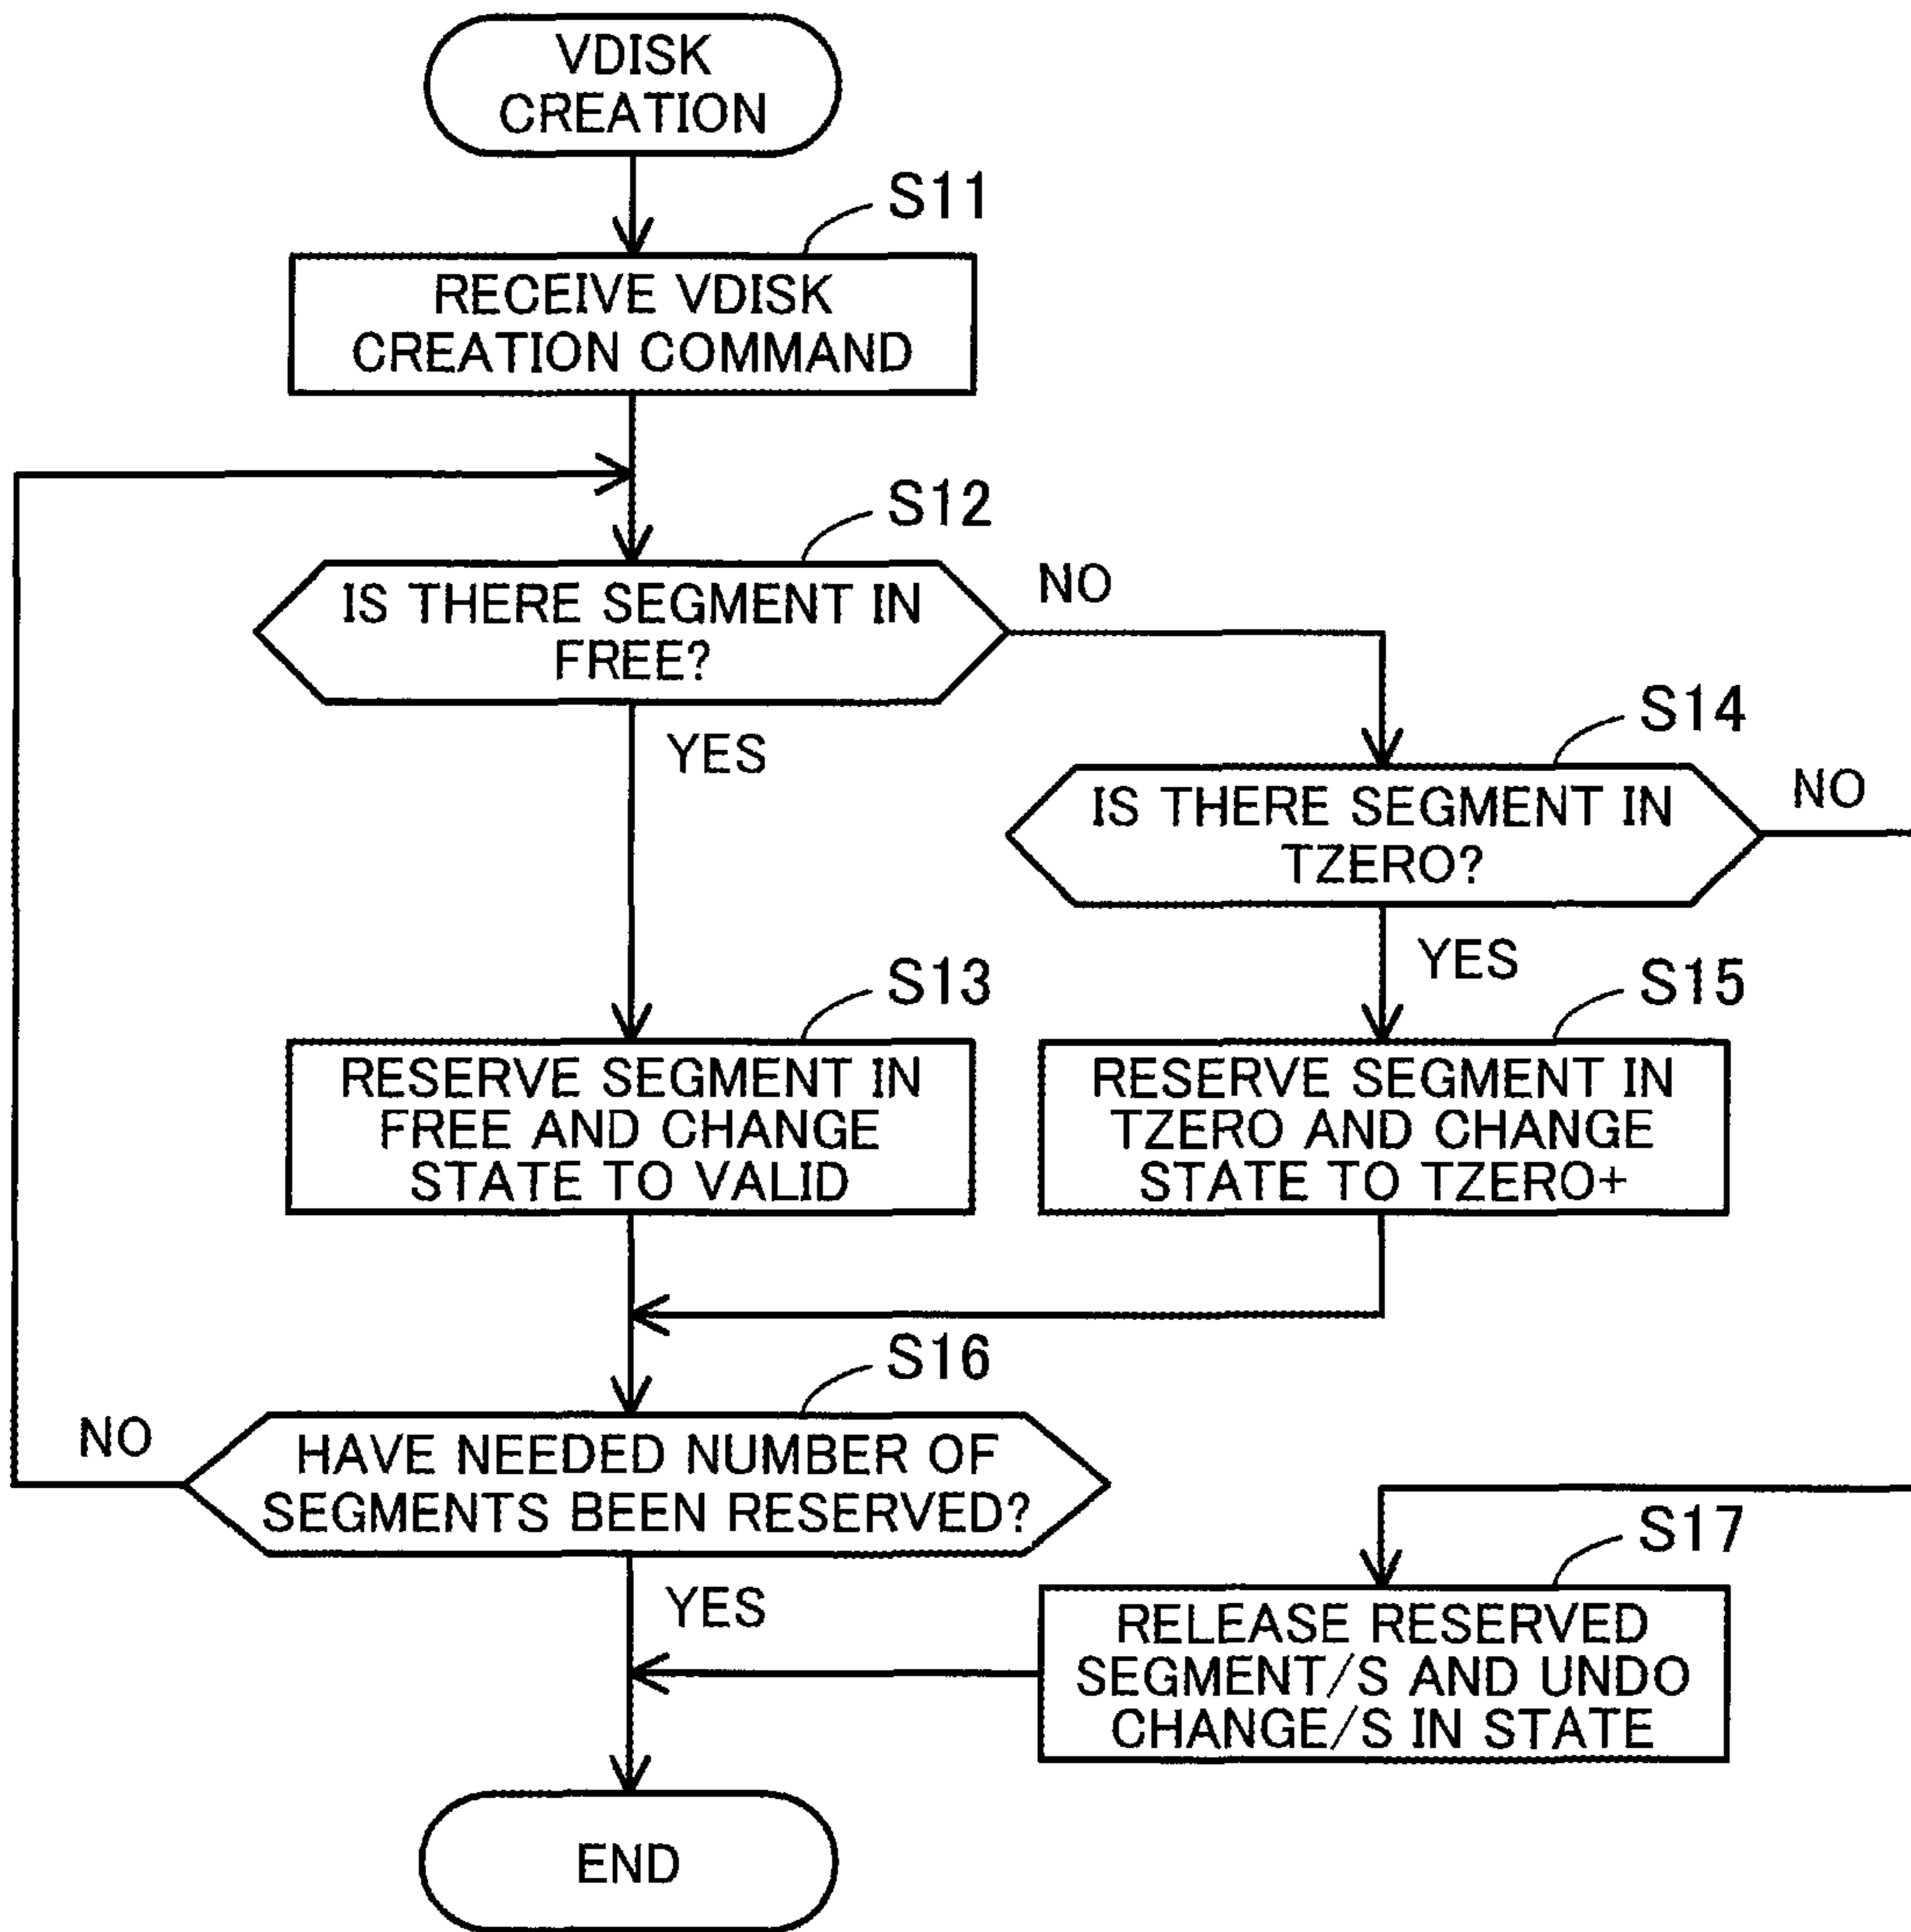 VDISK
CREATION
S11
RECEIVE VDISK
CREATION COMMAND
S12
IS THERE SEGMENT IN
FREE?
NO
YES
S14
IS THERE SEGMENT IN
TZERO?
NO
YES
S13
RESERVE SEGMENT IN
FREE AND CHANGE
STATE TO VALID
S15
RESERVE SEGMENT IN
TZERO AND CHANGE
STATE TO TZERO+
S16
HAVE NEEDED NUMBER OF
SEGMENTS BEEN RESERVED?
NO
YES
S17
RELEASE RESERVED
SEGMENT/S AND UNDO
CHANGE/S IN STATE
END